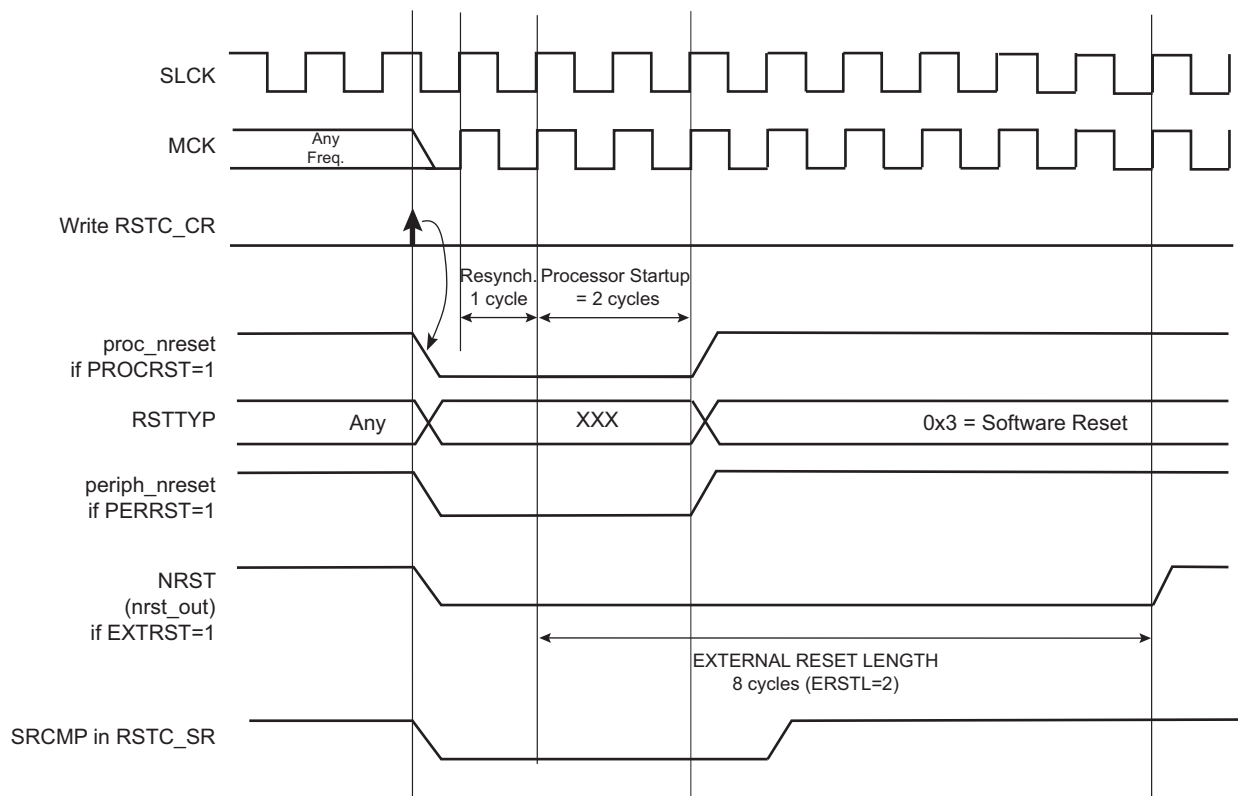 SLCK
MCK
Any
Freq.
Write RSTC_CR
Resynch.
1 cycle
Processor Startup
= 2 cycles
proc_nreset
if PROCRST=1
RSTTYP
Any
XXX
0x3 = Software Reset
periph_nreset
if PERRST=1
NRST
(nrst_out)
if EXTRST=1
EXTERNAL RESET LENGTH
8 cycles (ERSTL=2)
SRCMP in RSTC_SR